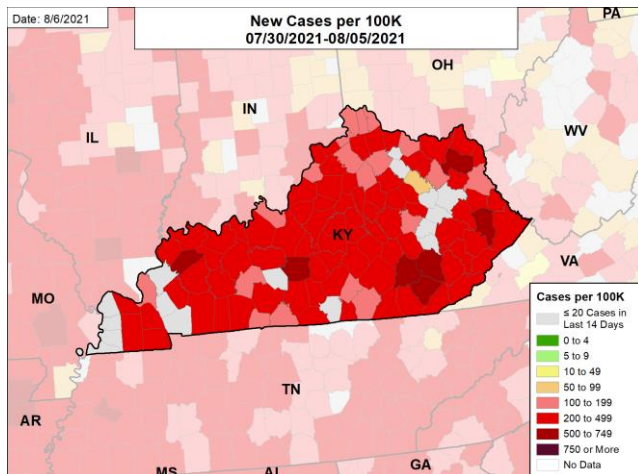 Date: 8/6/2021
New Cases per 100K
07/30/2021-08/05/2021
PA
OH
IN
IL
WV
KY
VA
MO
TN
AR
MS
AL
GA
Cases per 100K
≤ 20 Cases in
Last 14 Days
0 to 4
5 to 9
10 to 49
50 to 99
100 to 199
200 to 499
500 to 749
750 or More
No Data